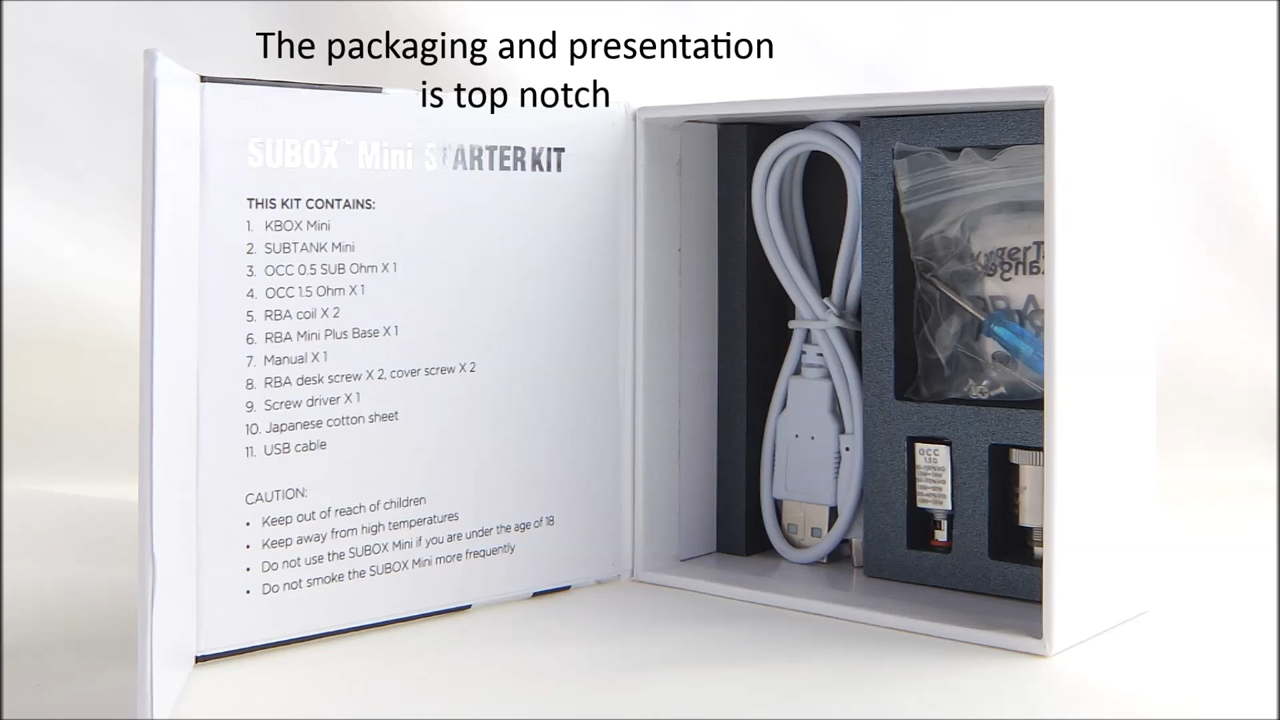 The packaging and presentation
is top notch
SUBOX™ Mini STARTER KIT
THIS KIT CONTAINS:
1. KBOX Mini
2. SUBTANK Mini
3. OCC 0.5 SUB Ohm X 1
4. OCC 1.5 Ohm X 1
5. RBA coil X 2
6. RBA Mini Plus Base X 1
7. Manual X 1
8. RBA desk screw X 2, cover screw X 2
9. Screw driver X 1
10. Japanese cotton sheet
11. USB cable
CAUTION:
• Keep out of reach of children
• Keep away from high temperatures
• Do not use the SUBOX Mini if you are under the age of 18
• Do not smoke the SUBOX Mini more frequently
OCC